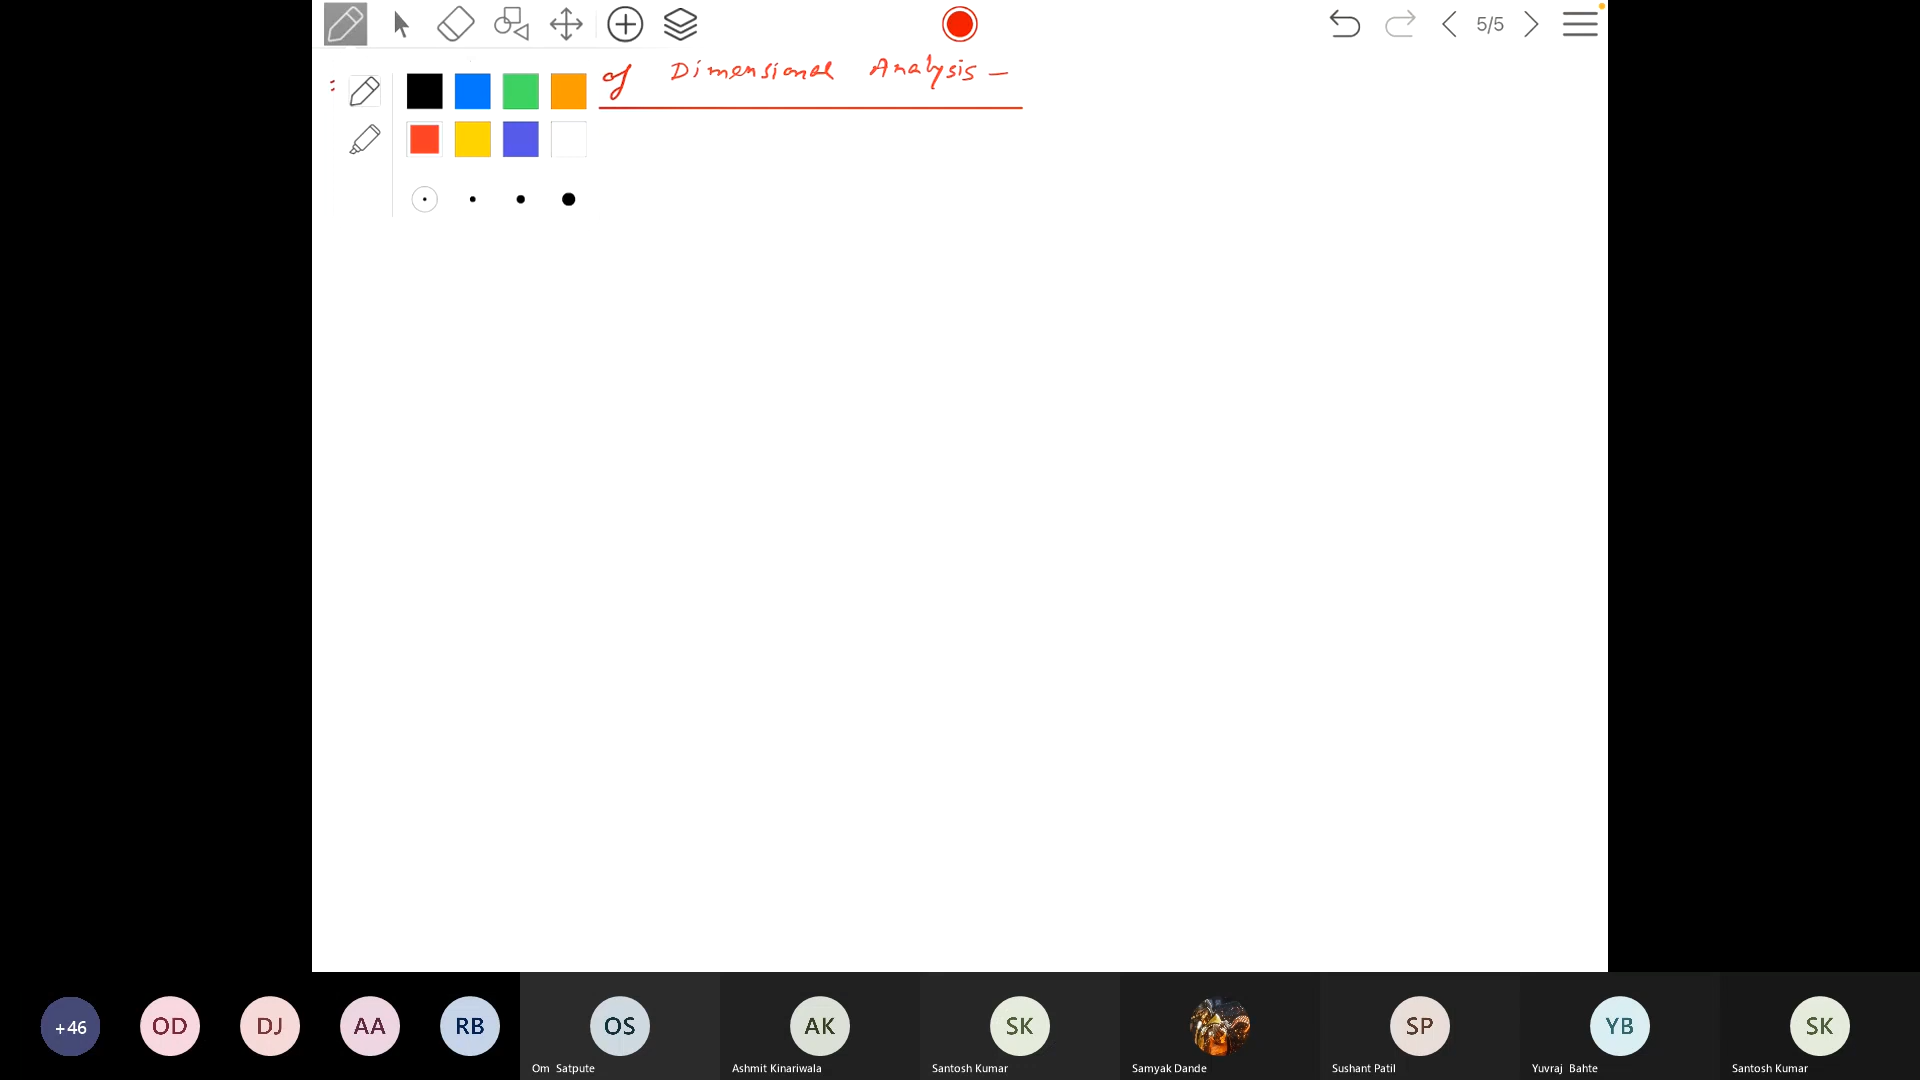 5/5
of Dimensional Analysis –
+46
OD
DJ
AA
RB
OS
AK
SK
SP
YB
SK
Om Satpute
Ashmit Kinariwala
Santosh Kumar
Samyak Dande
Sushant Patil
Yuvraj Bahte
Santosh Kumar